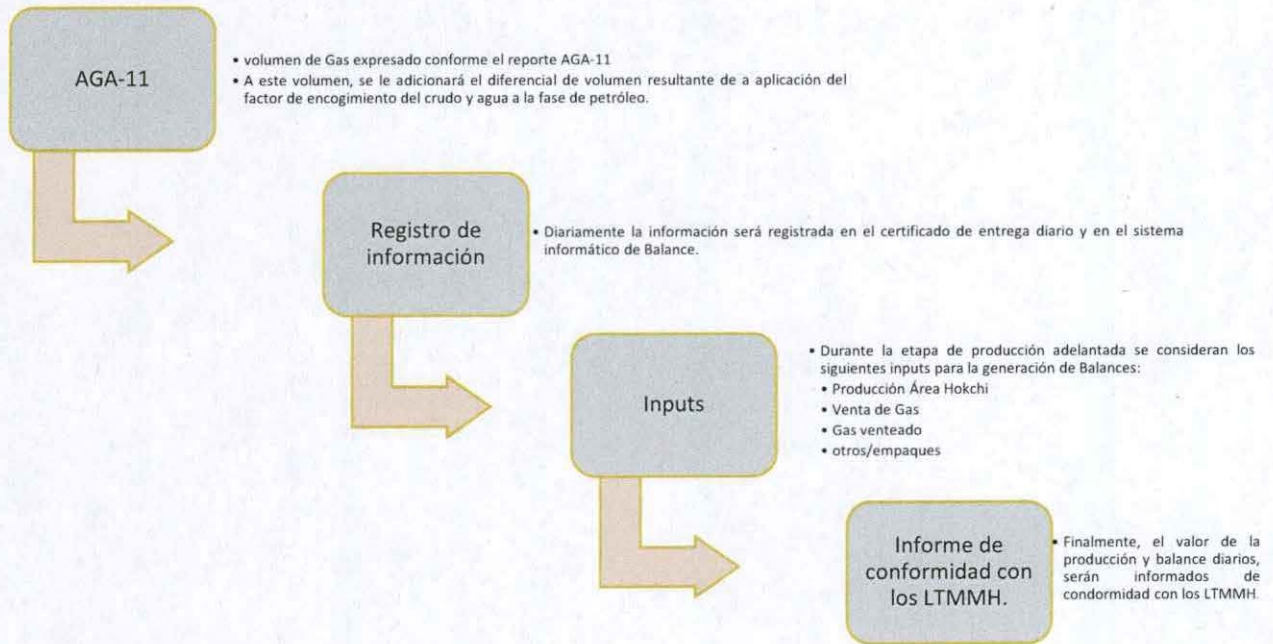 AGA-11
• volumen de Gas expresado conforme el reporte AGA-11
• A este volumen, se le adicionará el diferencial de volumen resultante de a aplicación del
factor de encogimiento del crudo y agua a la fase de petróleo.
Registro de
información
• Diariamente la información será registrada en el certificado de entrega diario y en el sistema
informático de Balance.
Inputs
• Durante la etapa de producción adelantada se consideran los
siguientes inputs para la generación de Balances:
• Producción Área Hokchi
• Venta de Gas
• Gas venteado
• otros/empaques
Informe de
conformidad con
los LTMMH.
• Finalmente, el valor de la
producción y balance diarios,
serán informados de
condormidad con los LTMMH.